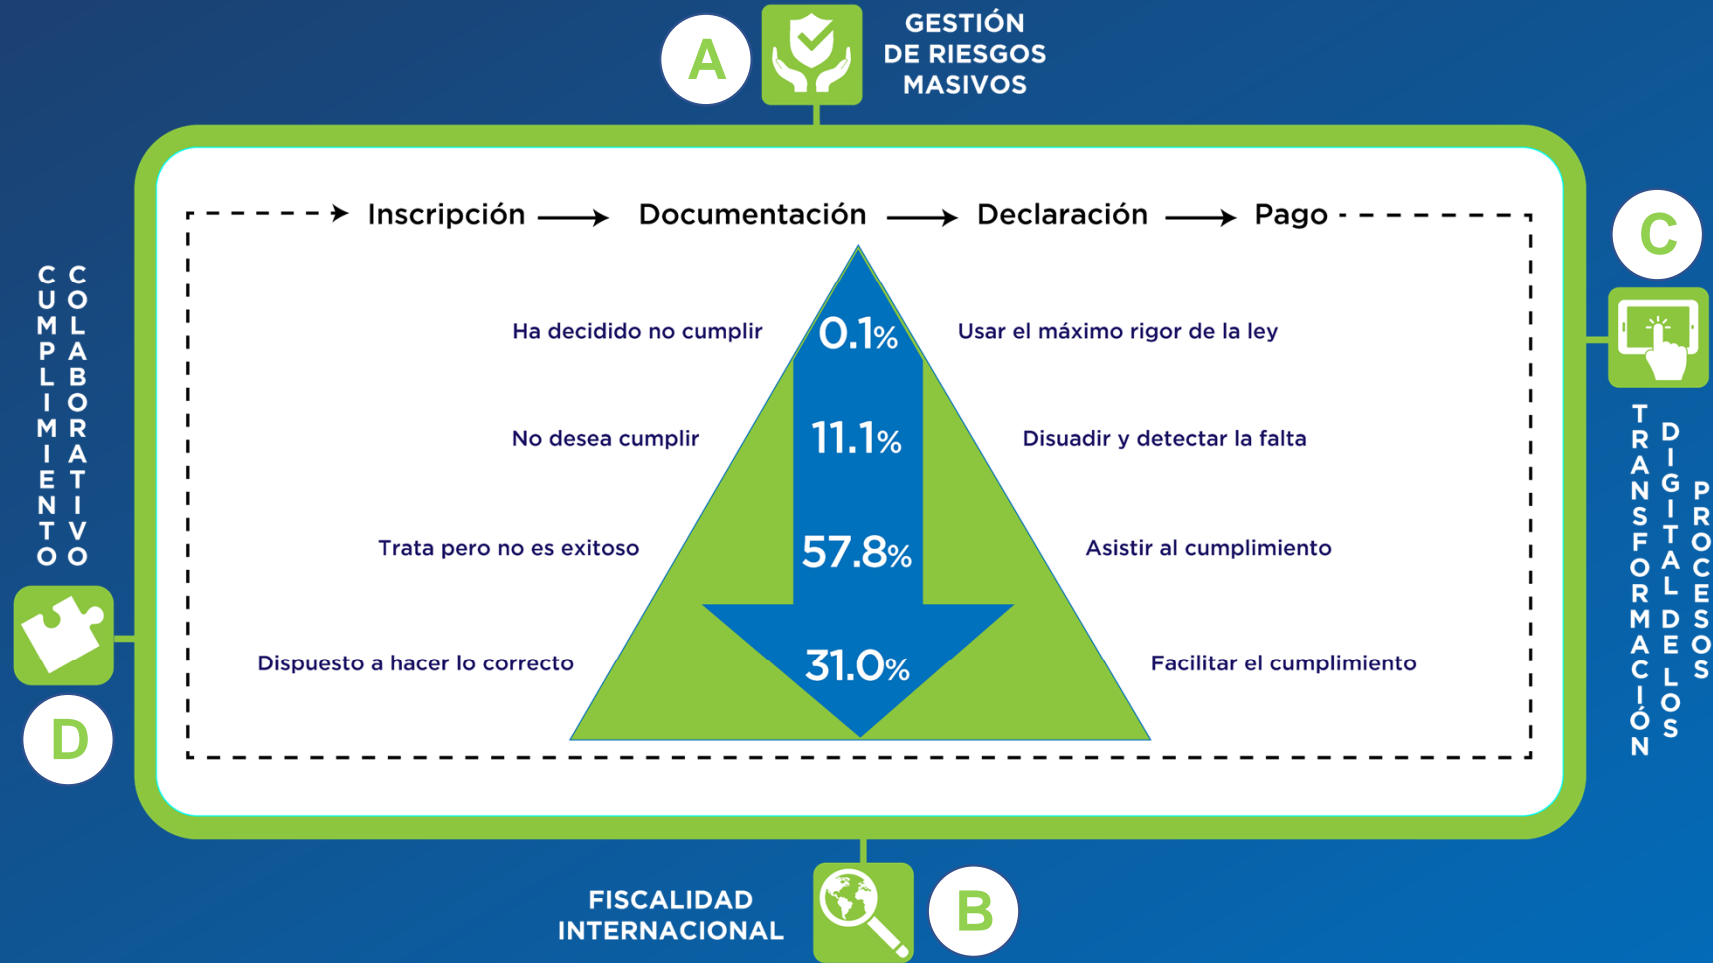 A
GESTIÓN
DE RIESGOS
MASIVOS
Inscripción
Documentación
Declaración
Pago
Ha decidido no cumplir
0.1%
Usar el máximo rigor de la ley
No desea cumplir
11.1%
Disuadir y detectar la falta
Trata pero no es exitoso
57.8%
Asistir al cumplimiento
Dispuesto a hacer lo correcto
31.0%
Facilitar el cumplimiento
CUMPLIMIENTO
COLABORATIVO
D
C
TRANSFORMACIÓN
DIGITAL DE LOS
PROCESOS
FISCALIDAD
INTERNACIONAL
B